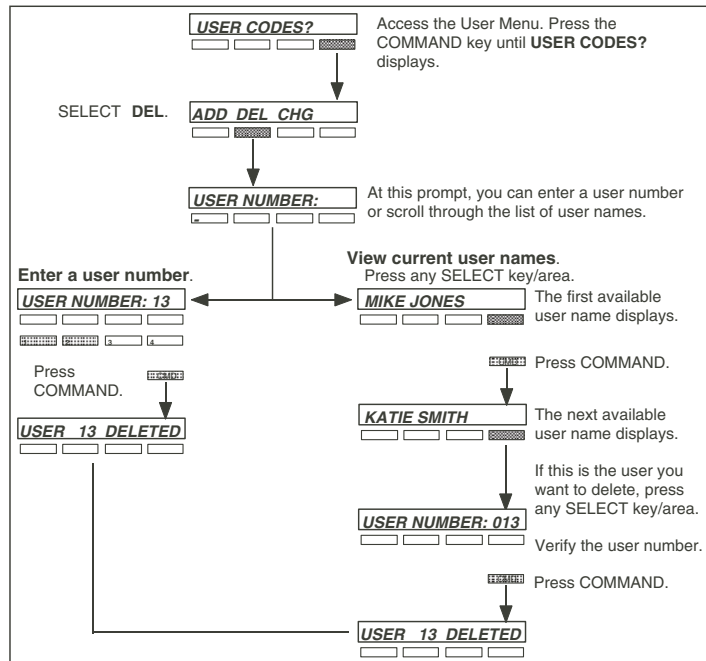 USER CODES?
Access the User Menu. Press the
COMMAND key until USER CODES?
displays.
SELECT DEL.
ADD DEL CHG
USER NUMBER:
At this prompt, you can enter a user number
or scroll through the list of user names.
Enter a user number.
USER NUMBER: 13
1 2 3 4
Press
COMMAND.
CMD
USER 13 DELETED
View current user names.
Press any SELECT key/area.
MIKE JONES
The first available
user name displays.
CMD
Press COMMAND.
KATIE SMITH
The next available
user name displays.
If this is the user you
want to delete, press
any SELECT key/area.
USER NUMBER: 013
Verify the user number.
CMD
Press COMMAND.
USER 13 DELETED